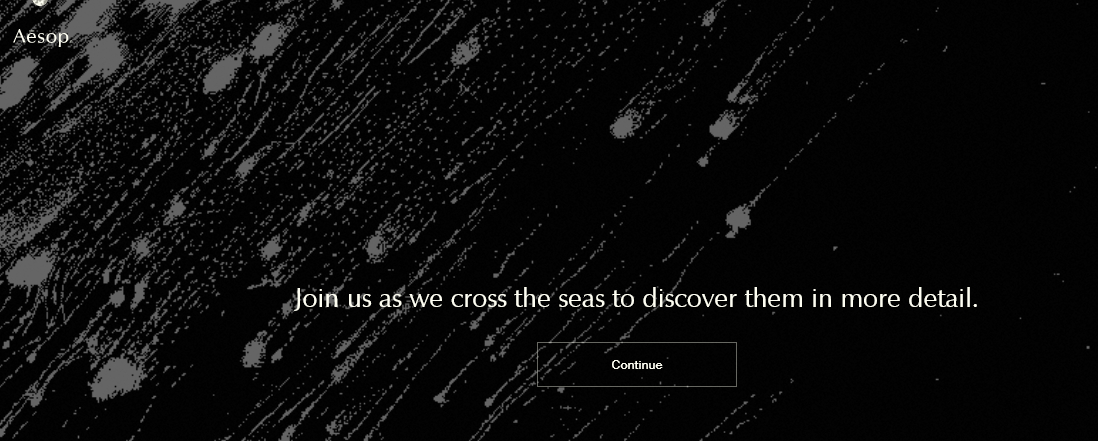 Aēsop
Join us as we cross the seas to discover them in more detail.
Continue